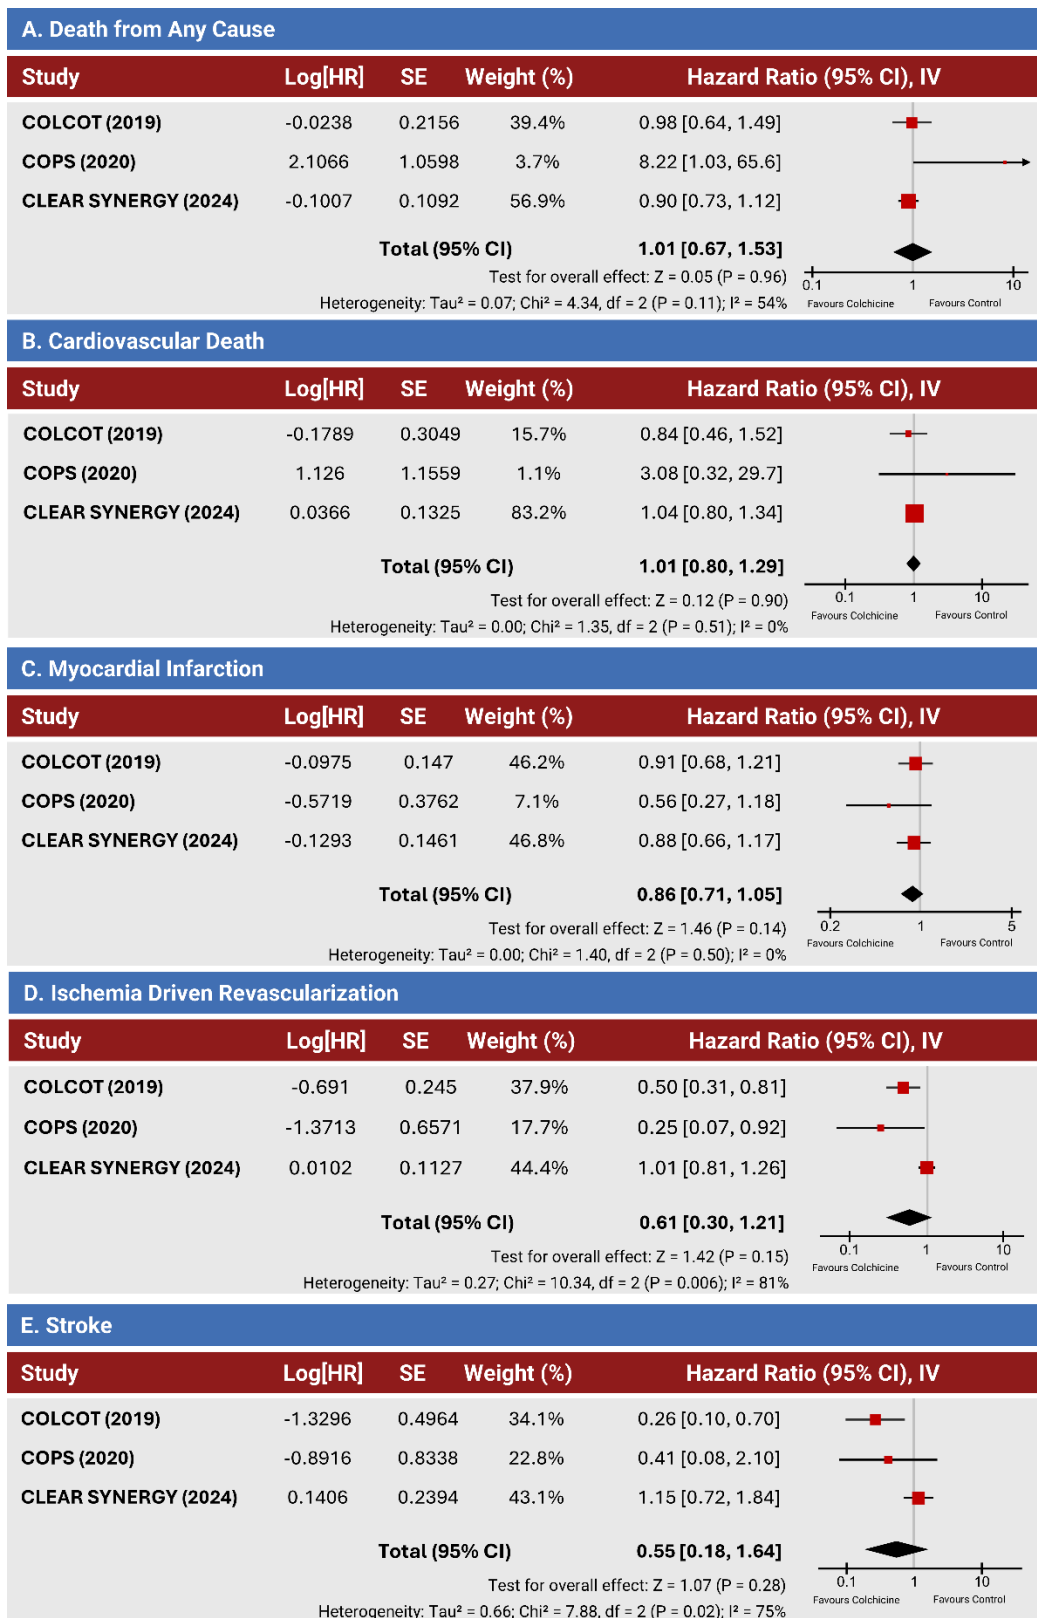 A. Death from Any Cause
Study Log[HR] SE Weight (%) Hazard Ratio (95% CI), IV
COLCOT (2019) -0.0238 0.2156 39.4% 0.98 [0.64, 1.49]
COPS (2020) 2.1066 1.0598 3.7% 8.22 [1.03, 65.6]
CLEAR SYNERGY (2024) -0.1007 0.1092 56.9% 0.90 [0.73, 1.12]
Total (95% CI) 1.01 [0.67, 1.53]
Test for overall effect: Z = 0.05 (P = 0.96)
0.1 1 10
Heterogeneity: Tau² = 0.07; Chi² = 4.34, df = 2 (P = 0.11); I² = 54%
Favours Colchicine Favours Control
B. Cardiovascular Death
Study Log[HR] SE Weight (%) Hazard Ratio (95% CI), IV
COLCOT (2019) -0.1789 0.3049 15.7% 0.84 [0.46, 1.52]
COPS (2020) 1.126 1.1559 1.1% 3.08 [0.32, 29.7]
CLEAR SYNERGY (2024) 0.0366 0.1325 83.2% 1.04 [0.80, 1.34]
Total (95% CI) 1.01 [0.80, 1.29]
Test for overall effect: Z = 0.12 (P = 0.90)
0.1 1 10
Favours Colchicine Favours Control
Heterogeneity: Tau² = 0.00; Chi² = 1.35, df = 2 (P = 0.51); I² = 0%
C. Myocardial Infarction
Study Log[HR] SE Weight (%) Hazard Ratio (95% CI), IV
COLCOT (2019) -0.0975 0.147 46.2% 0.91 [0.68, 1.21]
COPS (2020) -0.5719 0.3762 7.1% 0.56 [0.27, 1.18]
CLEAR SYNERGY (2024) -0.1293 0.1461 46.8% 0.88 [0.66, 1.17]
Total (95% CI) 0.86 [0.71, 1.05]
Test for overall effect: Z = 1.46 (P = 0.14)
0.2 1 5
Favours Colchicine Favours Control
Heterogeneity: Tau² = 0.00; Chi² = 1.40, df = 2 (P = 0.50); I² = 0%
D. Ischemia Driven Revascularization
Study Log[HR] SE Weight (%) Hazard Ratio (95% CI), IV
COLCOT (2019) -0.691 0.245 37.9% 0.50 [0.31, 0.81]
COPS (2020) -1.3713 0.6571 17.7% 0.25 [0.07, 0.92]
CLEAR SYNERGY (2024) 0.0102 0.1127 44.4% 1.01 [0.81, 1.26]
Total (95% CI) 0.61 [0.30, 1.21]
Test for overall effect: Z = 1.42 (P = 0.15)
0.1 1 10
Favours Colchicine Favours Control
Heterogeneity: Tau² = 0.27; Chi² = 10.34, df = 2 (P = 0.006); I² = 81%
E. Stroke
Study Log[HR] SE Weight (%) Hazard Ratio (95% CI), IV
COLCOT (2019) -1.3296 0.4964 34.1% 0.26 [0.10, 0.70]
COPS (2020) -0.8916 0.8338 22.8% 0.41 [0.08, 2.10]
CLEAR SYNERGY (2024) 0.1406 0.2394 43.1% 1.15 [0.72, 1.84]
Total (95% CI) 0.55 [0.18, 1.64]
Test for overall effect: Z = 1.07 (P = 0.28)
0.1 1 10
Favours Colchicine Favours Control
Heterogeneity: Tau² = 0.66; Chi² = 7.88, df = 2 (P = 0.02); I² = 75%